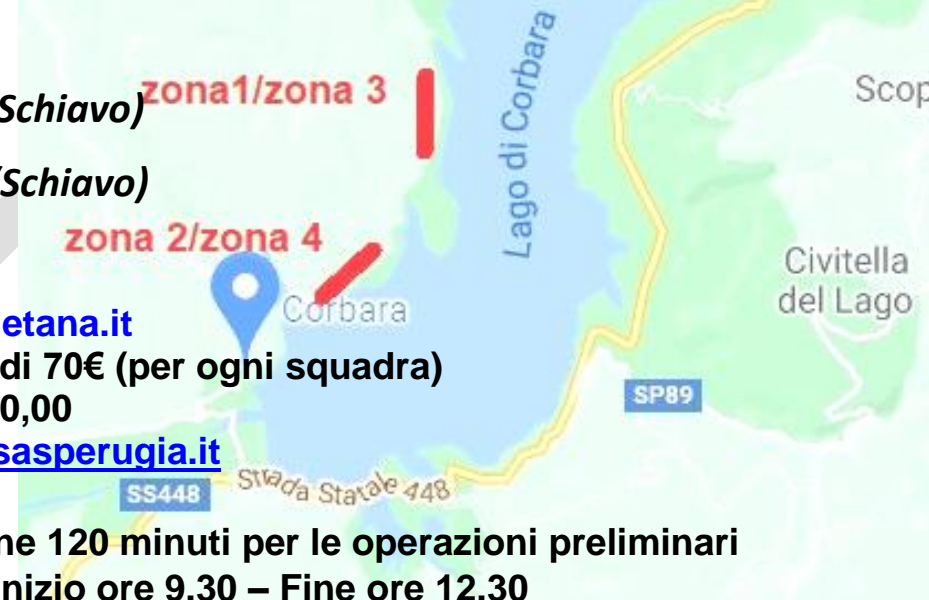 Schiavo)
zona1/zona 3
Scop
(Schiavo)
Lago di Corbara
zona 2/zona 4
Civitella
del Lago
Corbara
etana.it
di 70€ (per ogni squadra)
0,00
SP89
sasperugia.it
SS448
Strada Statale 448
ne 120 minuti per le operazioni preliminari
nizio ore 9.30 – Fine ore 12.30